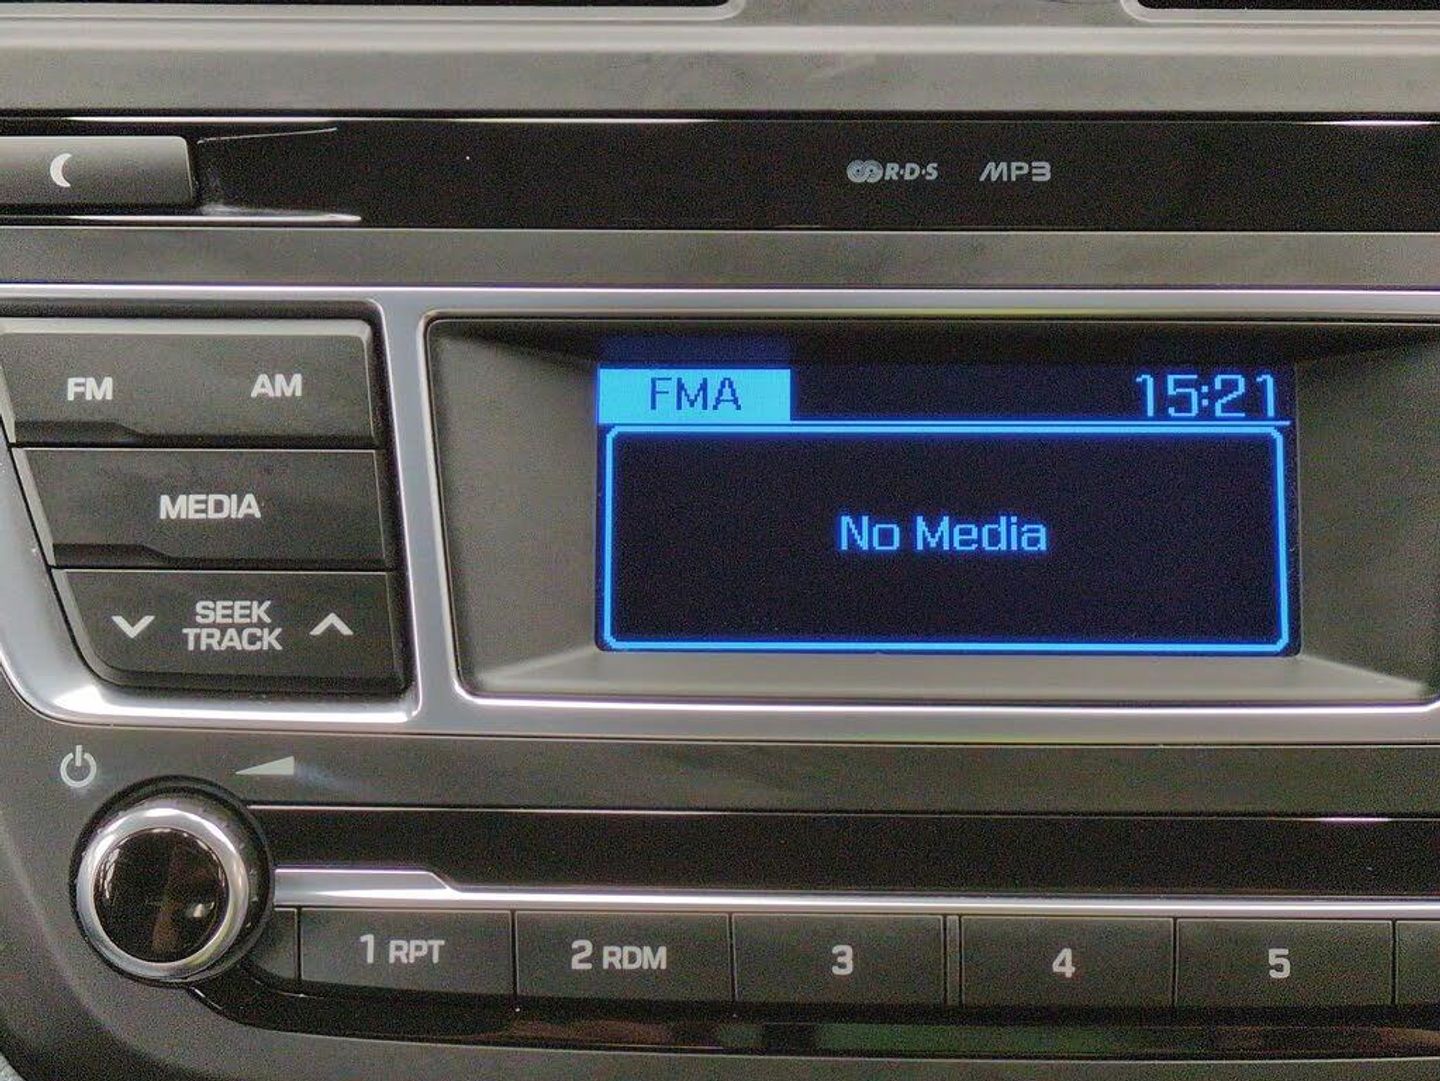 R·D·S MP3
FM AM
FMA 15:21
MEDIA
No Media
SEEK
TRACK
1 RPT 2 RDM 3 4 5